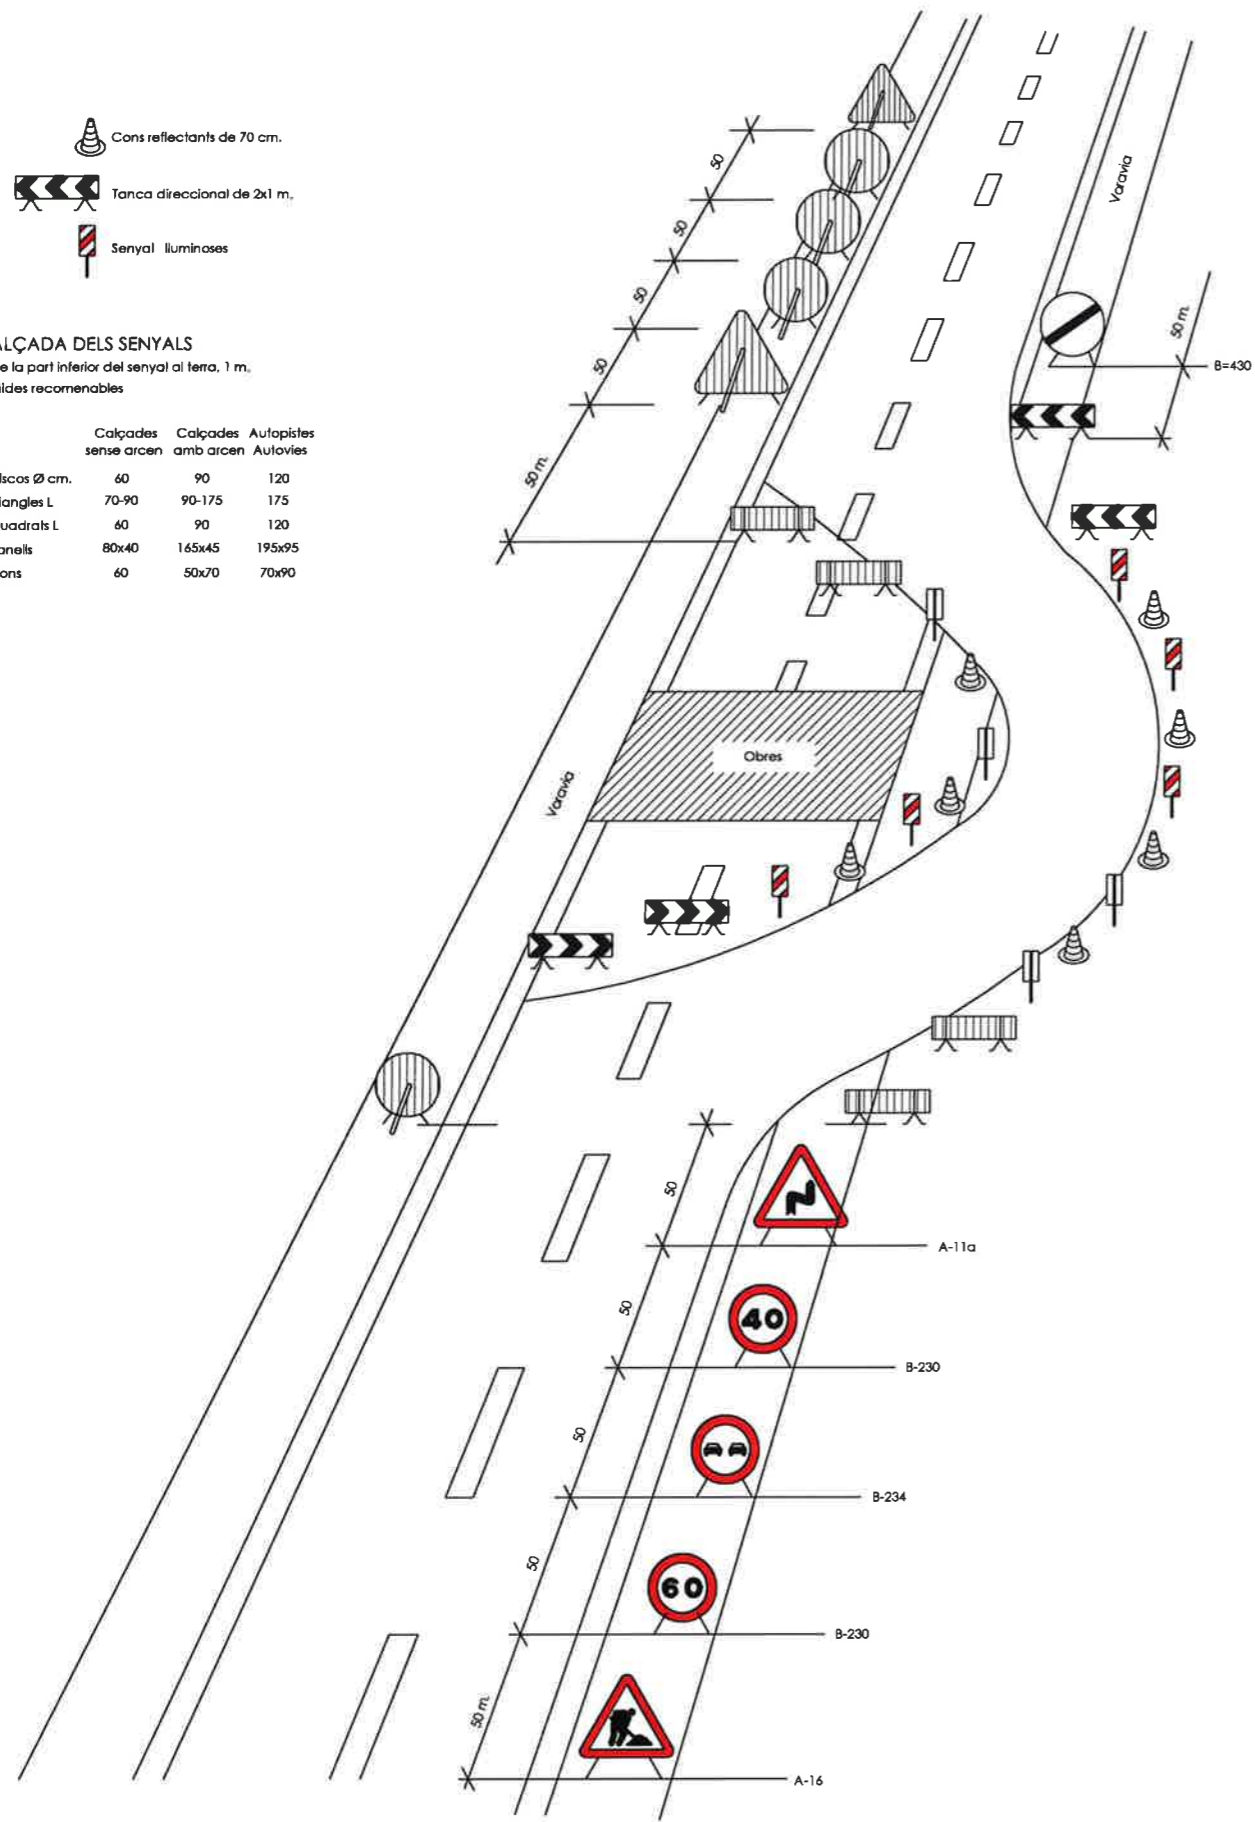 Cons reflectants de 70 cm.
Tanca direccional de 2x1 m.
Senyal lluminoses
ALÇADA DELS SENYALS
e la part inferior del senyal al terra, 1 m.
ides recomenables
Calçades Calçades Autopistes
sense arcen amb arcen Autovies
iscos Ø cm. 60 90 120
iangles L 70-90 90-175 175
uadrats L 60 90 120
anells 80x40 165x45 195x95
ons 60 50x70 70x90
50
50
50
50
50 m.
Voravia
50 m.
B=430
Obres
Voravia
50
A-11a
50
40
B-230
50
B-234
50
60
B-230
50 m.
A-16